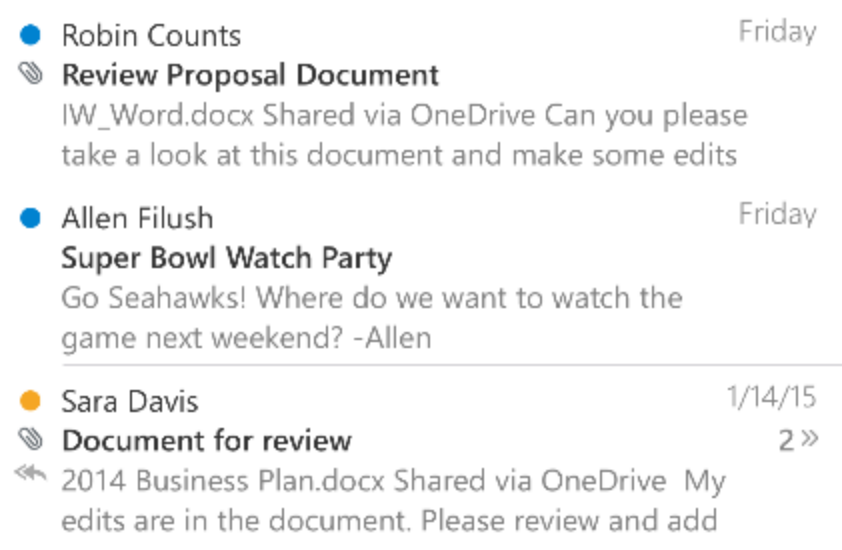 Robin Counts Friday
Review Proposal Document
IW_Word.docx Shared via OneDrive Can you please
take a look at this document and make some edits
Allen Filush Friday
Super Bowl Watch Party
Go Seahawks! Where do we want to watch the
game next weekend? -Allen
Sara Davis 1/14/15
Document for review 2 »
2014 Business Plan.docx Shared via OneDrive  My
edits are in the document. Please review and add